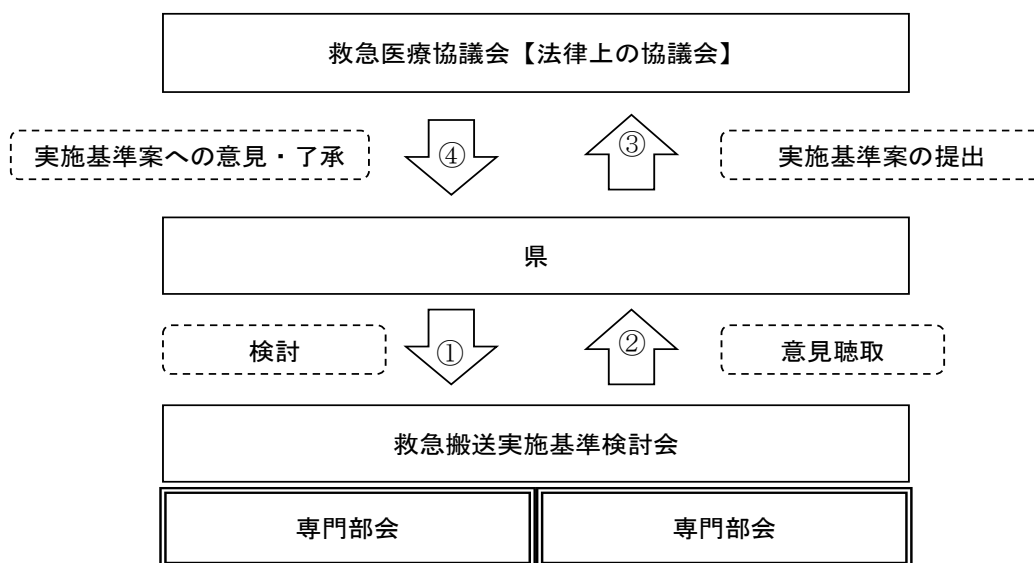 救急医療協議会【法律上の協議会】
実施基準案への意見・了承
④
③
実施基準案の提出
県
検討
①
②
意見聴取
救急搬送実施基準検討会
専門部会
専門部会